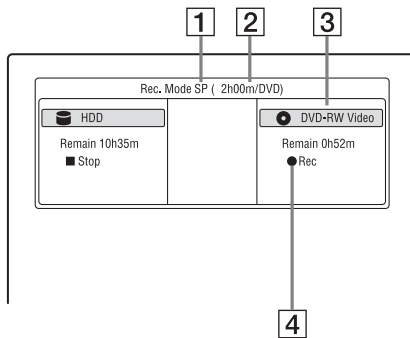 1 2 3
Rec. Mode SP ( 2h00m/DVD)
HDD
Remain 10h35m
■ Stop
DVD-RW Video
Remain 0h52m
● Rec
4